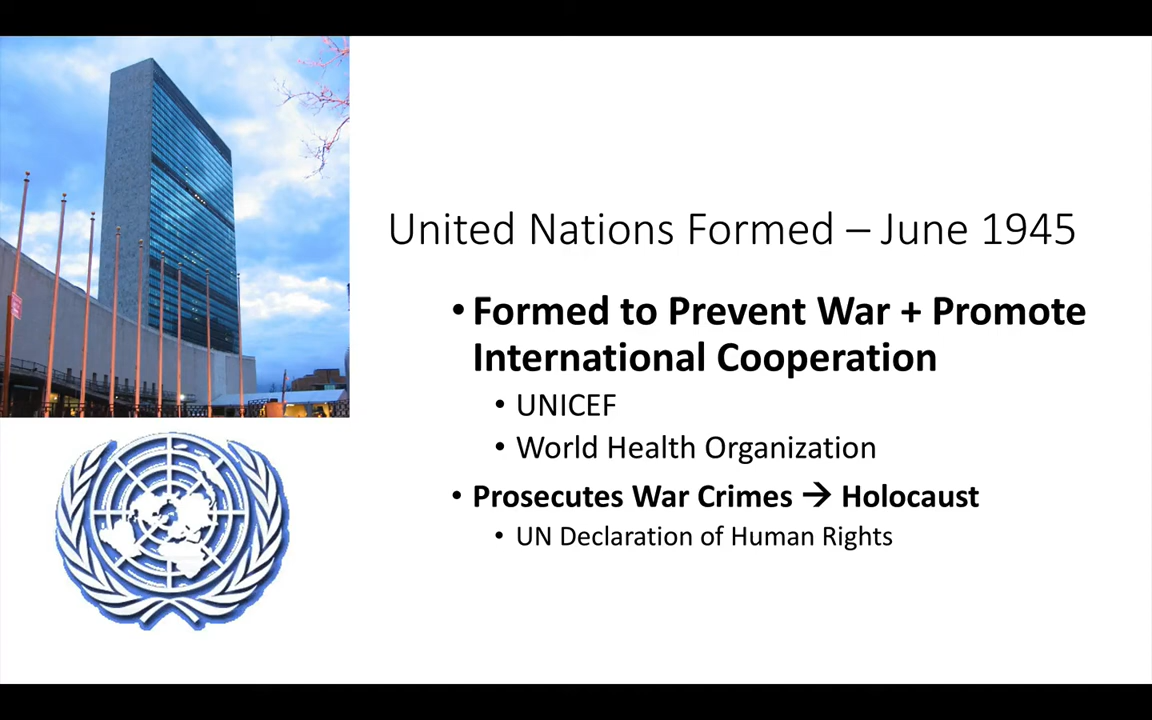 United Nations Formed – June 1945
• Formed to Prevent War + Promote
International Cooperation
• UNICEF
• World Health Organization
• Prosecutes War Crimes → Holocaust
• UN Declaration of Human Rights